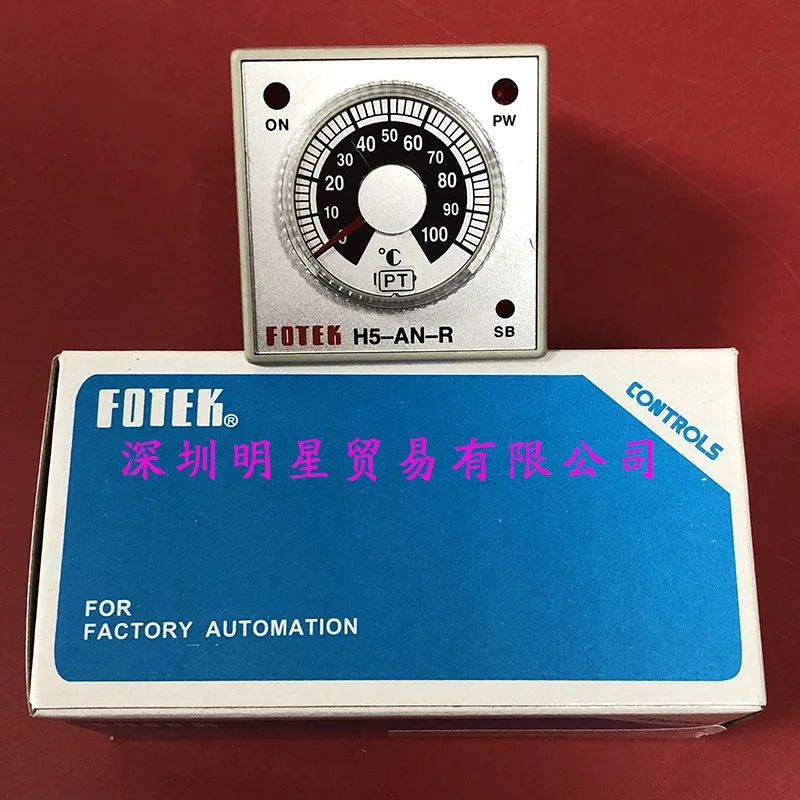 ON
PW
0 10 20 30 40 50 60 70 80 90 100
°C
PT
SB
FOTEK H5-AN-R
FOTEK®
CONTROLS
深圳明星贸易有限公司
FOR
FACTORY AUTOMATION